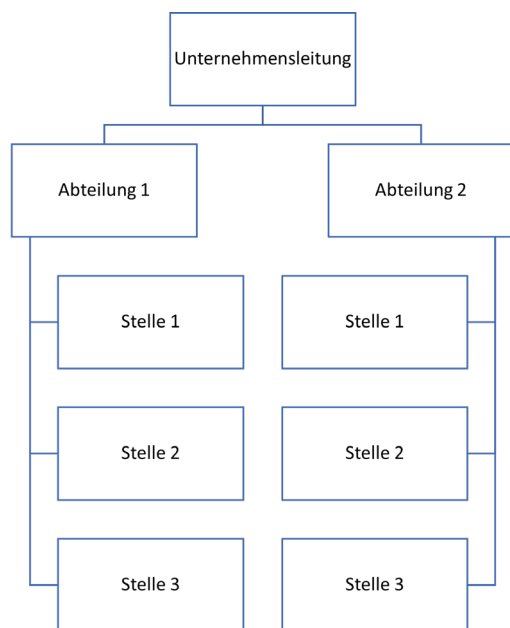 Unternehmensleitung
Abteilung 1
Abteilung 2
Stelle 1
Stelle 1
Stelle 2
Stelle 2
Stelle 3
Stelle 3